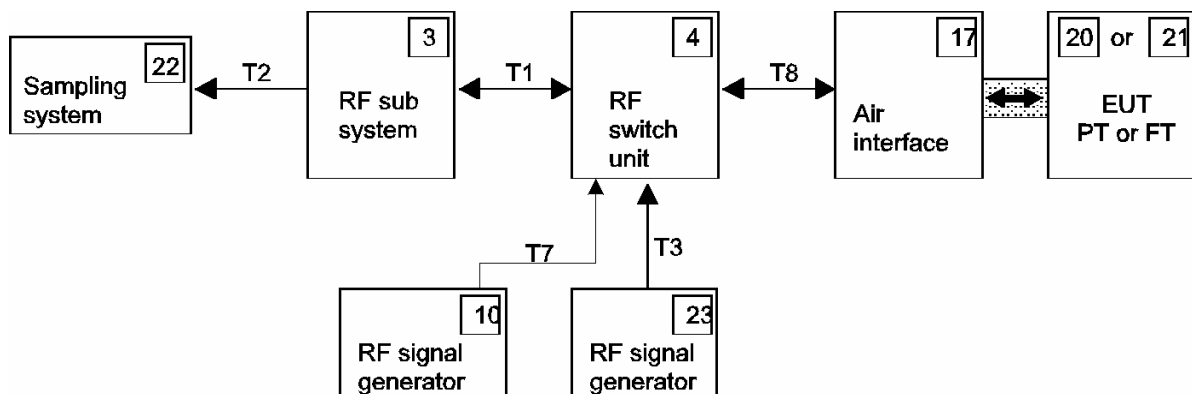 22
Sampling
system
T2
3
RF sub
system
T1
4
RF
switch
unit
T8
17
Air
interface
20 or 21
EUT
PT or FT
T7
T3
10
RF signal
generator
23
RF signal
generator